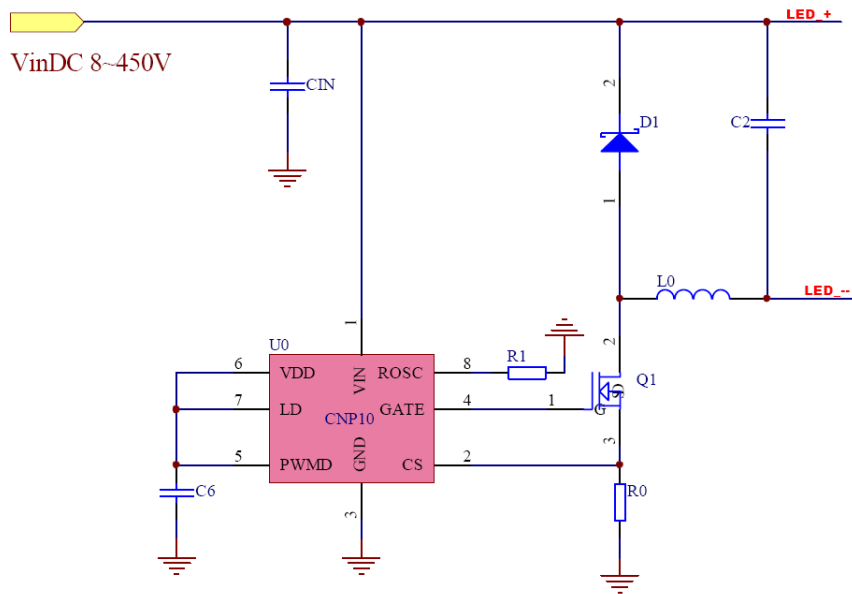 LED_+
VinDC 8~450V
CIN
2
D1
C2
1
L0
LED_--
1
2
U0
6
VDD
VIN
ROSC
8
R1
Q1
7
LD
CNP10
GATE
4
1
G
D
S
5
PWMD
GND
CS
2
3
C6
R0
3